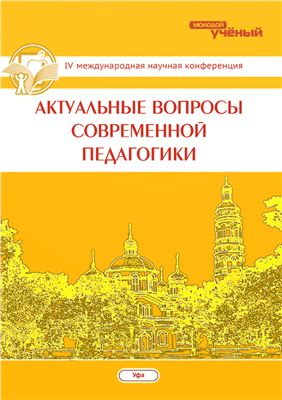 молодой
учёный
IV международная научная конференция
АКТУАЛЬНЫЕ ВОПРОСЫ
СОВРЕМЕННОЙ
ПЕДАГОГИКИ
Уфа